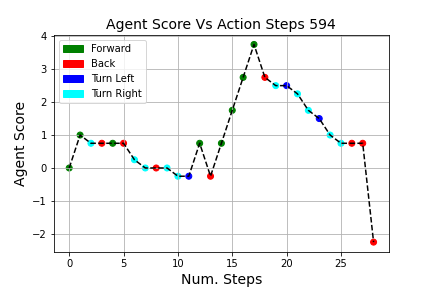 Agent Score Vs Action Steps 594
Agent Score
4
3
2
1
0
−1
−2
Forward
Back
Turn Left
Turn Right
0 5 10 15 20 25
Num. Steps